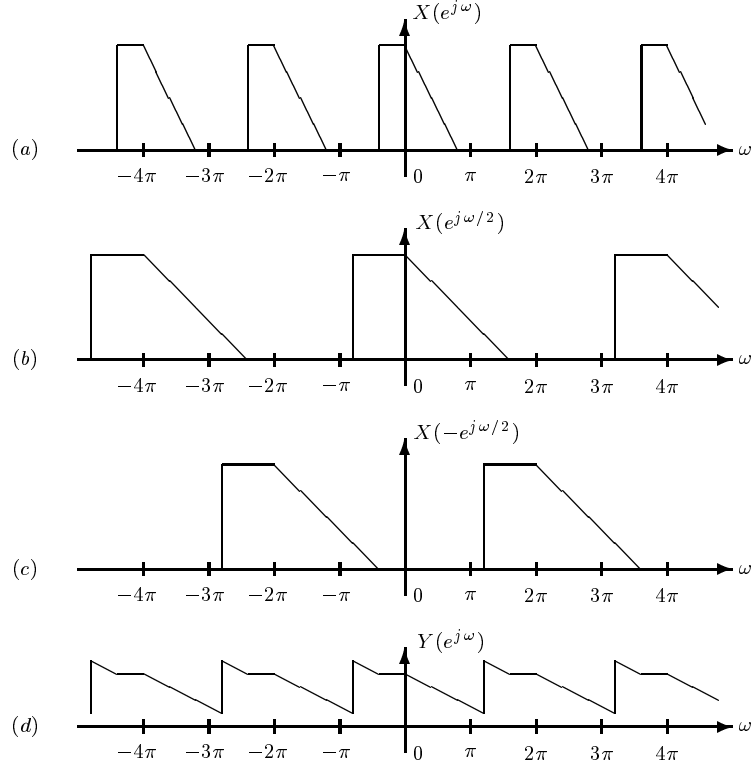 X(e^{jω})
(a) ω
−4π −3π −2π −π 0 π 2π 3π 4π
X(e^{jω/2})
(b) ω
−4π −3π −2π −π 0 π 2π 3π 4π
X(−e^{jω/2})
(c) ω
−4π −3π −2π −π 0 π 2π 3π 4π
Y(e^{jω})
(d) ω
−4π −3π −2π −π 0 π 2π 3π 4π